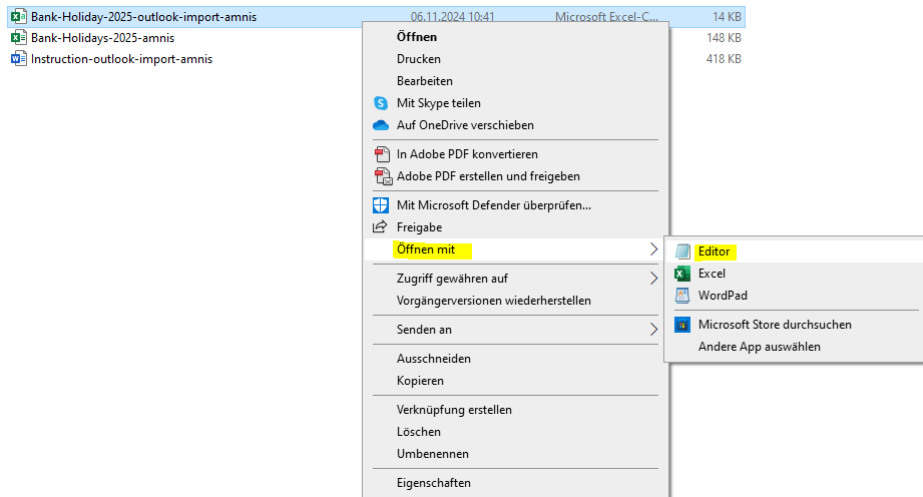 Bank-Holiday-2025-outlook-import-amnis 06.11.2024 10:41 Microsoft Excel-C... 14 KB
Bank-Holidays-2025-amnis 148 KB
Instruction-outlook-import-amnis 418 KB
Öffnen
Drucken
Bearbeiten
Mit Skype teilen
Auf OneDrive verschieben
In Adobe PDF konvertieren
Adobe PDF erstellen und freigeben
Mit Microsoft Defender überprüfen...
Freigabe
Öffnen mit
Zugriff gewähren auf
Vorgängerversionen wiederherstellen
Senden an
Ausschneiden
Kopieren
Verknüpfung erstellen
Löschen
Umbenennen
Eigenschaften
Editor
Excel
WordPad
Microsoft Store durchsuchen
Andere App auswählen